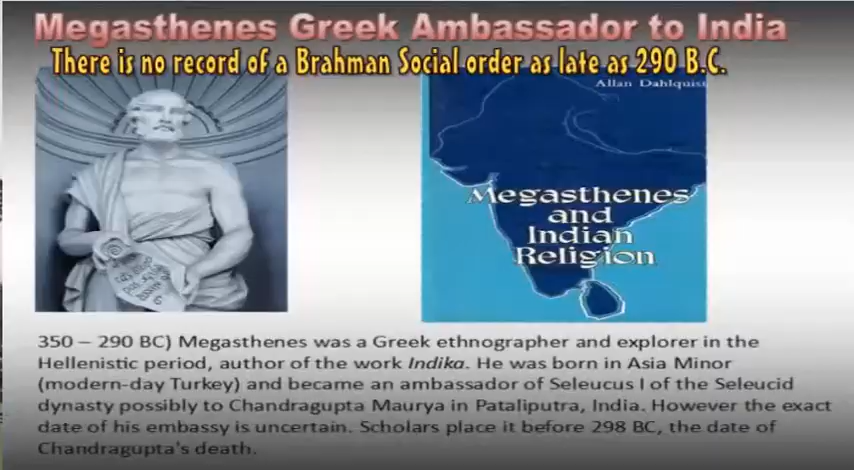 Megasthenes Greek Ambassador to India
There is no record of a Brahman Social order as late as 290 B.C.
Allan Dahlquist
Megasthenes
and
Indian
Religion
350 – 290 BC) Megasthenes was a Greek ethnographer and explorer in the
Hellenistic period, author of the work Indika. He was born in Asia Minor
(modern-day Turkey) and became an ambassador of Seleucus I of the Seleucid
dynasty possibly to Chandragupta Maurya in Pataliputra, India. However the exact
date of his embassy is uncertain. Scholars place it before 298 BC, the date of
Chandragupta's death.